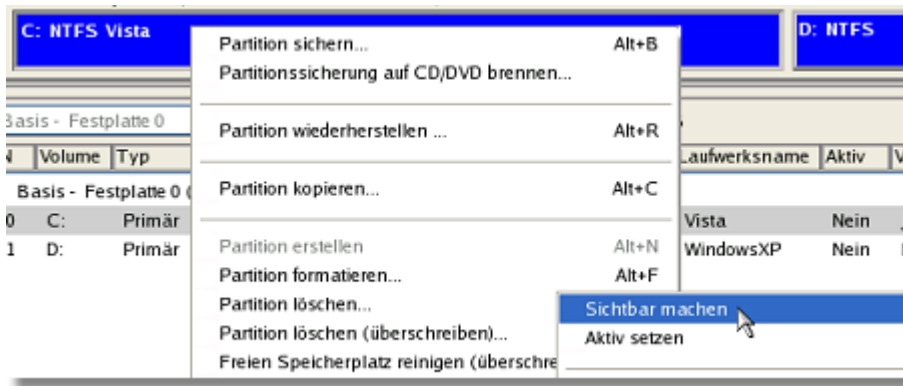 C: NTFS Vista
D: NTFS
Partition sichern... Alt+B
Partitionssicherung auf CD/DVD brennen...
Basis - Festplatte 0
Partition wiederherstellen ... Alt+R
Volume Typ Laufwerksname Aktiv
Basis - Festplatte 0 (
Partition kopieren... Alt+C
0 C: Primär Vista Nein
Partition erstellen Alt+N
1 D: Primär WindowsXP Nein
Partition formatieren... Alt+F
Partition löschen...
Sichtbar machen
Partition löschen (überschreiben)...
Aktiv setzen
Freien Speicherplatz reinigen (überschre